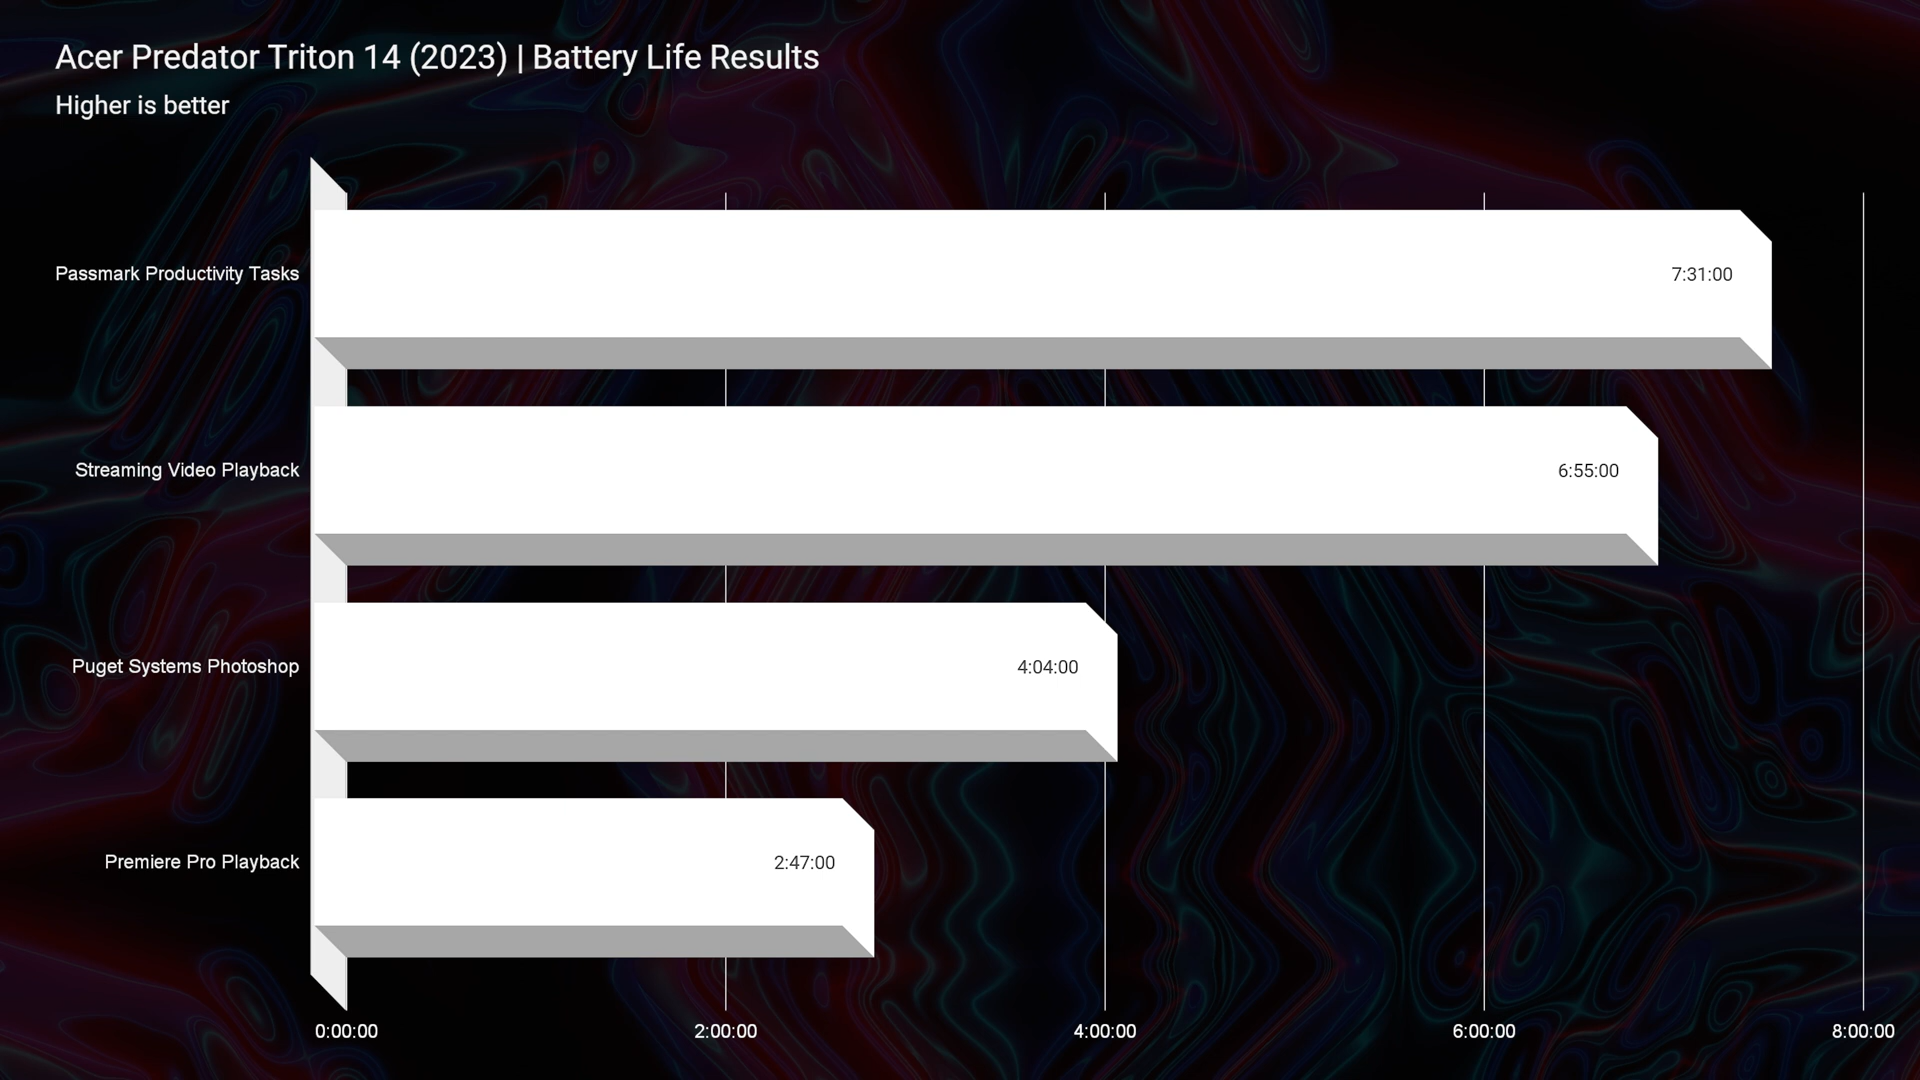 Acer Predator Triton 14 (2023) | Battery Life Results
Higher is better
Passmark Productivity Tasks
7:31:00
Streaming Video Playback
6:55:00
Puget Systems Photoshop
4:04:00
Premiere Pro Playback
2:47:00
0:00:00
2:00:00
4:00:00
6:00:00
8:00:00